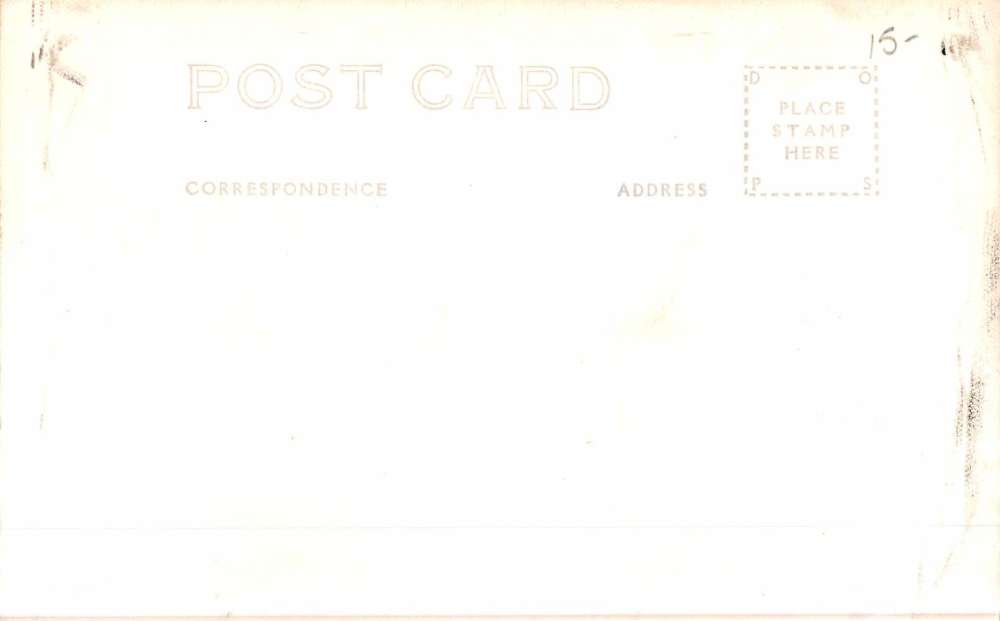 15-
POST CARD
D O
PLACE
STAMP
HERE
P S
CORRESPONDENCE
ADDRESS